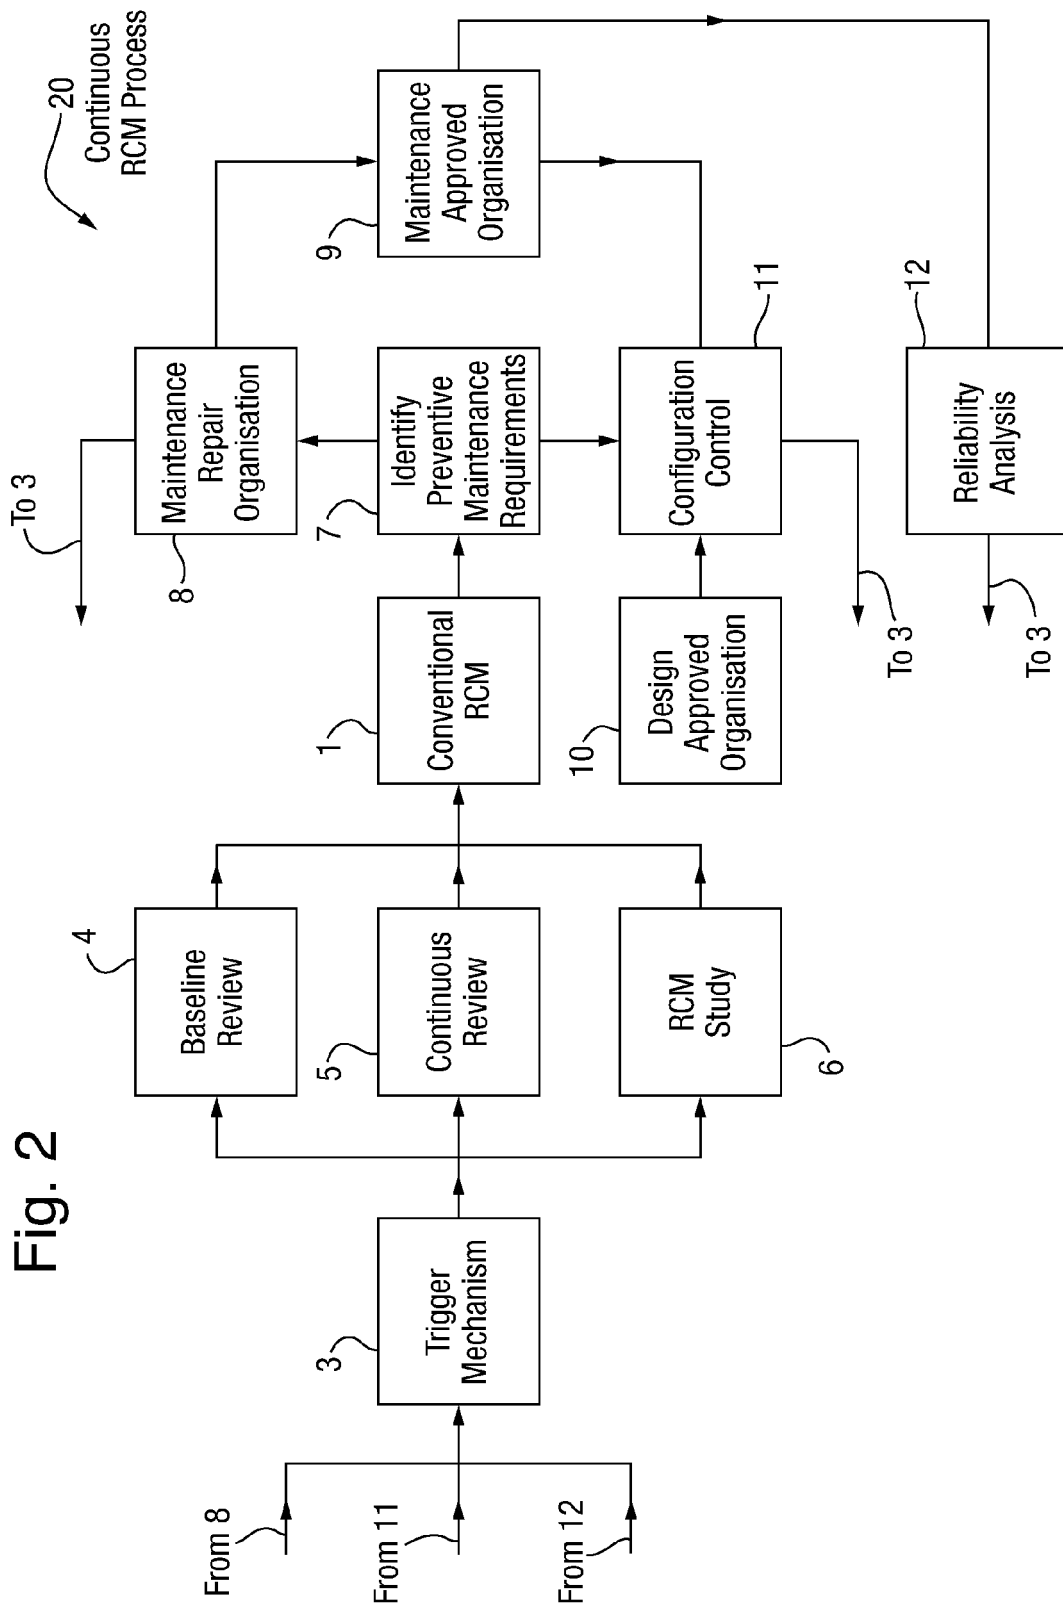 Fig. 2
20
Continuous
RCM Process
From 8
From 11
From 12
3
Trigger
Mechanism
4
Baseline
Review
5
Continuous
Review
6
RCM
Study
1
Conventional
RCM
7
Identify
Preventive
Maintenance
Requirements
8
Maintenance
Repair
Organisation
To 3
9
Maintenance
Approved
Organisation
10
Design
Approved
Organisation
11
Configuration
Control
To 3
12
Reliability
Analysis
To 3